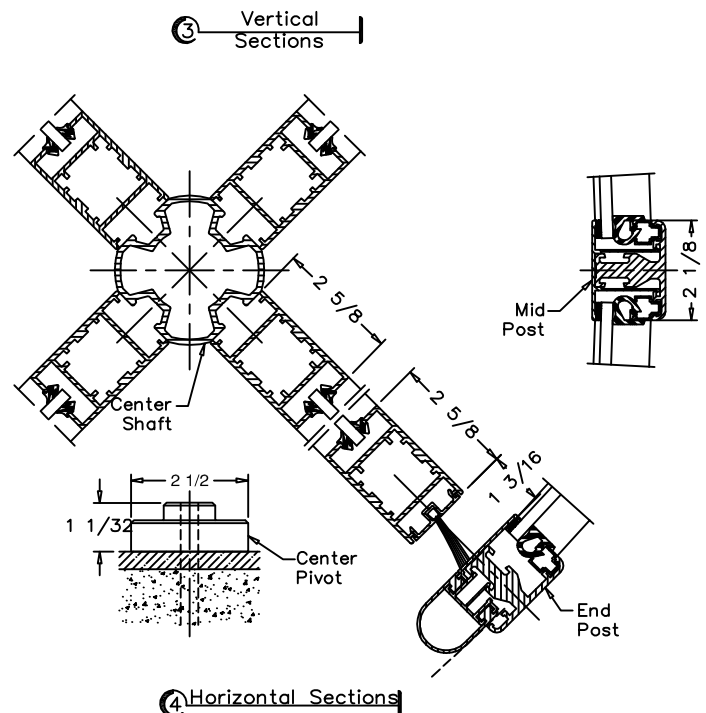 3
Vertical
Sections
2 5/8
Mid
Post
2 1/8
Center
Shaft
2 5/8
1 3/16
2 1/2
1 1/32
Center
Pivot
End
Post
4
Horizontal Sections